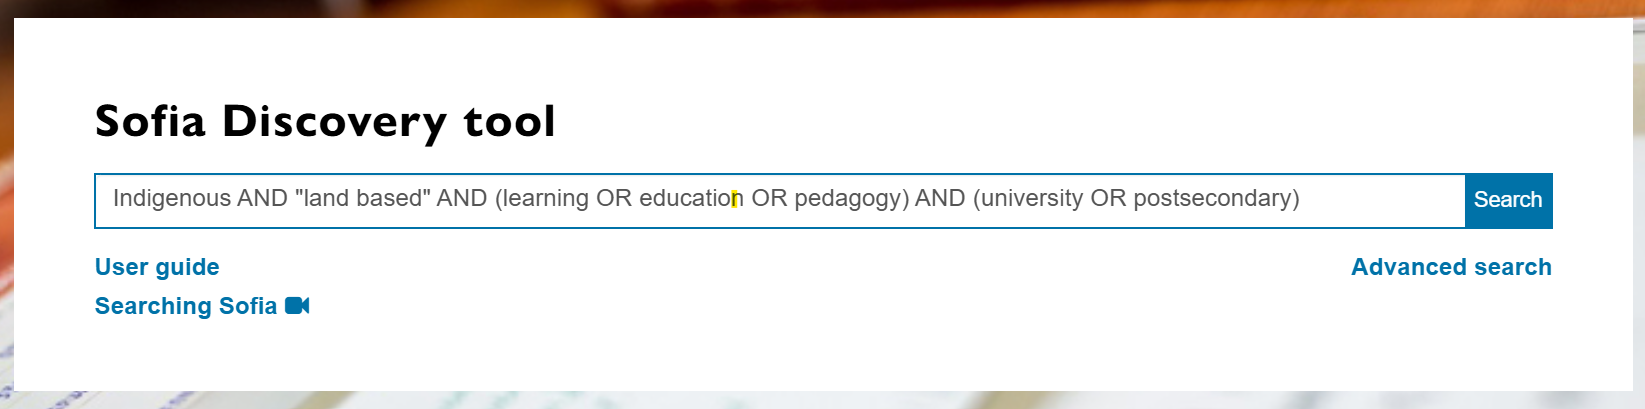 Sofia Discovery tool
Indigenous AND "land based" AND (learning OR education OR pedagogy) AND (university OR postsecondary)
Search
User guide
Advanced search
Searching Sofia